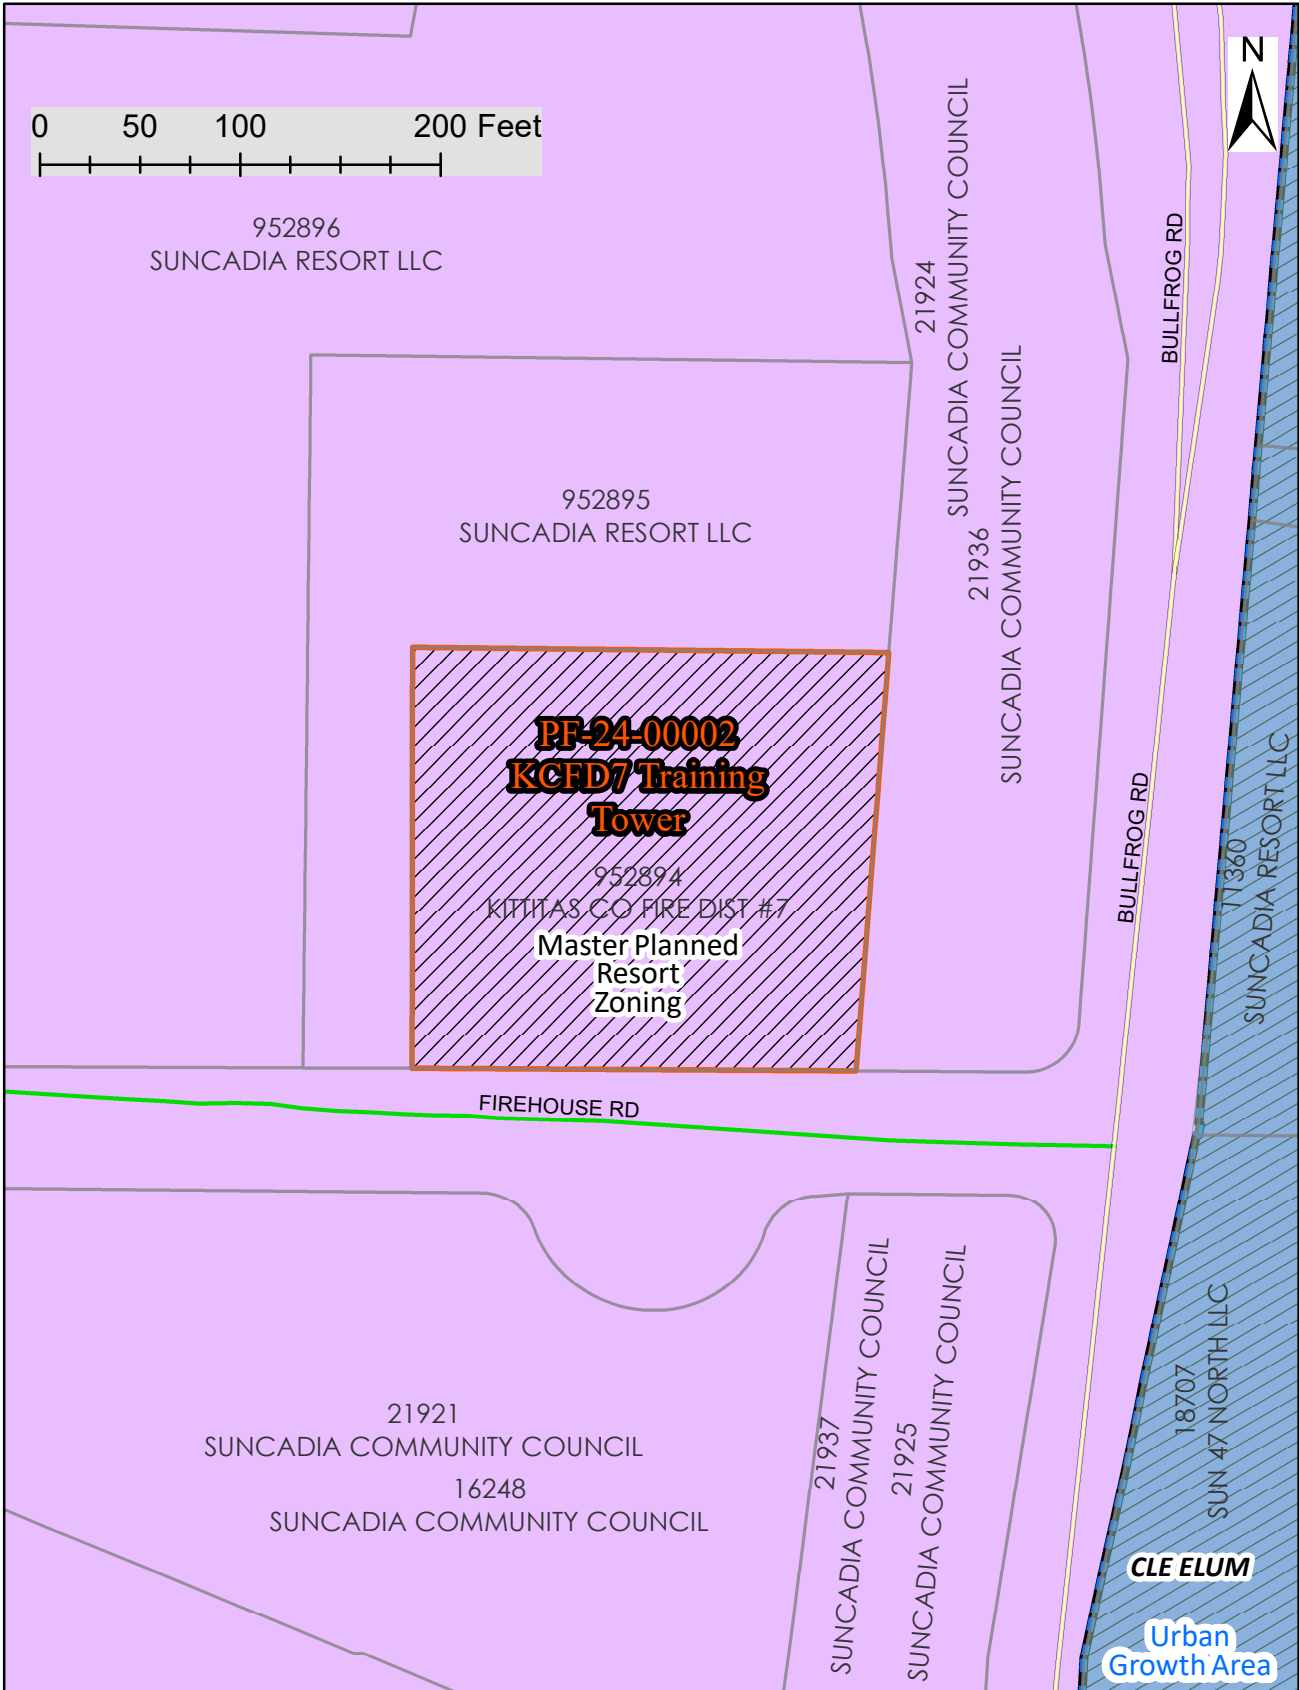 N
0 50 100 200 Feet
952896
SUNCADIA RESORT LLC
21924
SUNCADIA COMMUNITY COUNCIL
BULLFROG RD
21936
SUNCADIA COMMUNITY COUNCIL
952895
SUNCADIA RESORT LLC
PF-24-00002
KCFD7 Training
Tower
952894
KITTITAS CO FIRE DIST #7
Master Planned
Resort
Zoning
BULLFROG RD
11360
SUNCADIA RESORT LLC
FIREHOUSE RD
21921
SUNCADIA COMMUNITY COUNCIL
16248
SUNCADIA COMMUNITY COUNCIL
21937
SUNCADIA COMMUNITY COUNCIL
21925
SUNCADIA COMMUNITY COUNCIL
18707
SUN 47 NORTH LLC
CLE ELUM
Urban
Growth Area